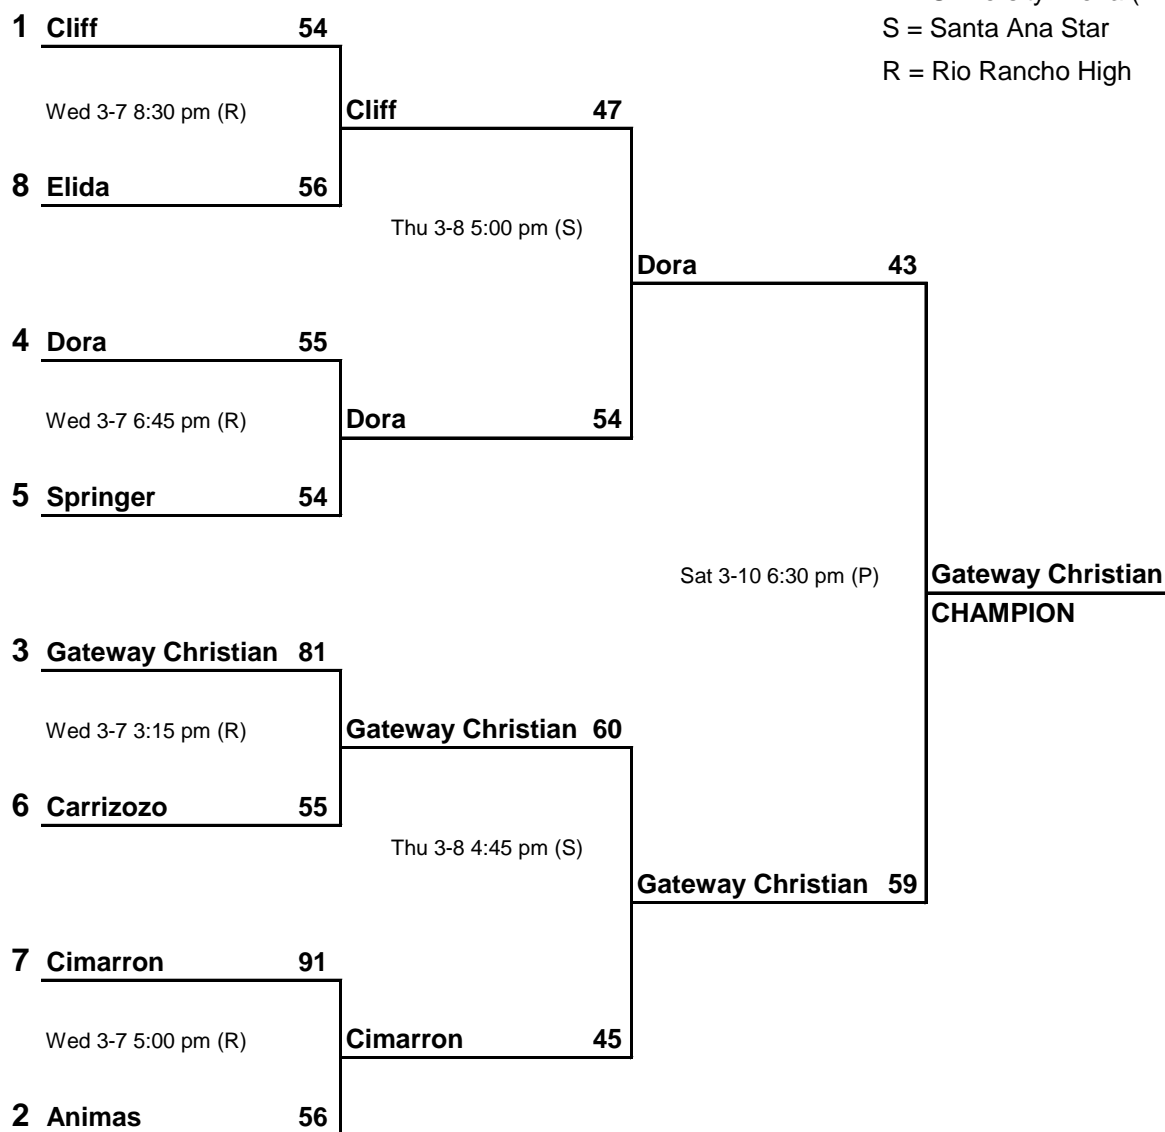 1 Cliff 54
S = Santa Ana Star
R = Rio Rancho High
Wed 3-7 8:30 pm (R)
Cliff 47
8 Elida 56
Thu 3-8 5:00 pm (S)
Dora 43
4 Dora 55
Wed 3-7 6:45 pm (R)
Dora 54
5 Springer 54
Sat 3-10 6:30 pm (P)
Gateway Christian
CHAMPION
3 Gateway Christian 81
Wed 3-7 3:15 pm (R)
Gateway Christian 60
6 Carrizozo 55
Thu 3-8 4:45 pm (S)
Gateway Christian 59
7 Cimarron 91
Wed 3-7 5:00 pm (R)
Cimarron 45
2 Animas 56